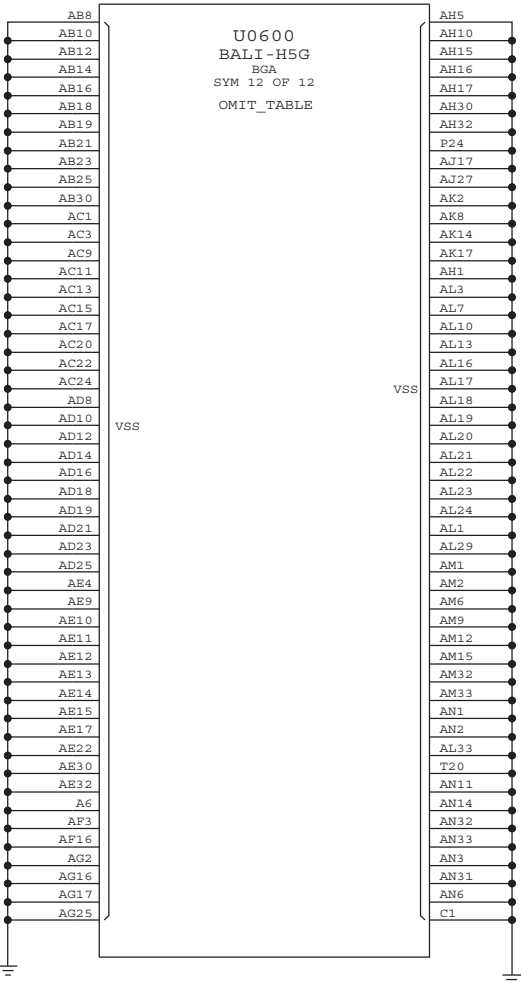 U0600
BALI-H5G
BGA
SYM 12 OF 12
OMIT_TABLE
AB8
AB10
AB12
AB14
AB16
AB18
AB19
AB21
AB23
AB25
AB30
AC1
AC3
AC9
AC11
AC13
AC15
AC17
AC20
AC22
AC24
AD8
AD10
AD12
AD14
AD16
AD18
AD19
AD21
AD23
AD25
AE4
AE9
AE10
AE11
AE12
AE13
AE14
AE15
AE17
AE22
AE30
AE32
A6
AF3
AF16
AG2
AG16
AG17
AG25
VSS
VSS
AH5
AH10
AH15
AH16
AH17
AH30
AH32
P24
AJ17
AJ27
AK2
AK8
AK14
AK17
AH1
AL3
AL7
AL10
AL13
AL16
AL17
AL18
AL19
AL20
AL21
AL22
AL23
AL24
AL1
AL29
AM1
AM2
AM6
AM9
AM12
AM15
AM32
AM33
AN1
AN2
AL33
T20
AN11
AN14
AN32
AN33
AN3
AN31
AN6
C1